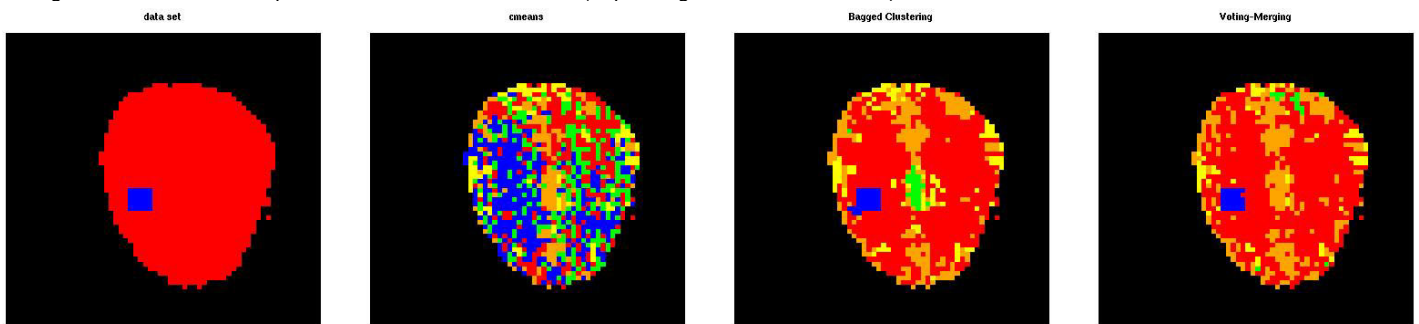 data set
cmeans
Bagged Clustering
Voting-Merging